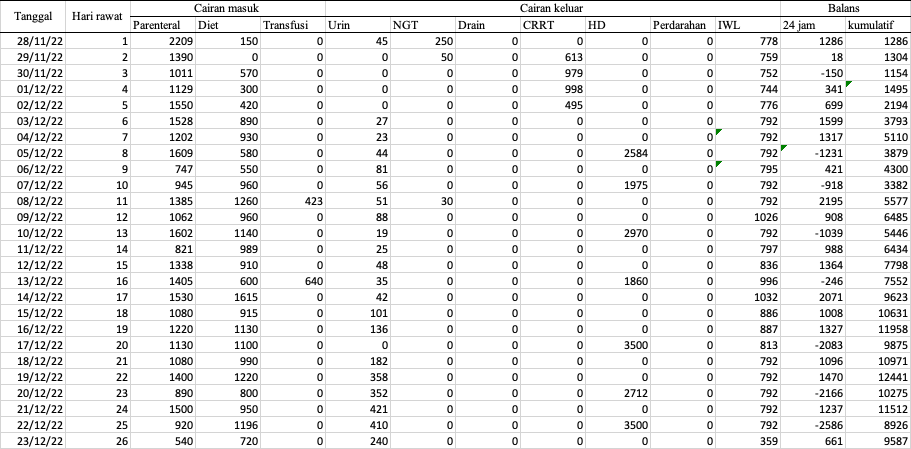 Tanggal Hari rawat Cairan masuk Cairan keluar Balans
Parenteral Diet Transfusi Urin NGT Drain CRRT HD Perdarahan IWL 24 jam kumulatif
28/11/22 1 2209 150 0 45 250 0 0 0 0 778 1286 1286
29/11/22 2 1390 0 0 0 50 0 613 0 0 759 18 1304
30/11/22 3 1011 570 0 0 0 0 979 0 0 752 -150 1154
01/12/22 4 1129 300 0 0 0 0 998 0 0 744 341 1495
02/12/22 5 1550 420 0 0 0 0 495 0 0 776 699 2194
03/12/22 6 1528 890 0 27 0 0 0 0 0 792 1599 3793
04/12/22 7 1202 930 0 23 0 0 0 0 0 792 1317 5110
05/12/22 8 1609 580 0 44 0 0 0 2584 0 792 -1231 3879
06/12/22 9 747 550 0 81 0 0 0 0 0 795 421 4300
07/12/22 10 945 960 0 56 0 0 0 1975 0 792 -918 3382
08/12/22 11 1385 1260 423 51 30 0 0 0 0 792 2195 5577
09/12/22 12 1062 960 0 88 0 0 0 0 0 1026 908 6485
10/12/22 13 1602 1140 0 19 0 0 0 2970 0 792 -1039 5446
11/12/22 14 821 989 0 25 0 0 0 0 0 797 988 6434
12/12/22 15 1338 910 0 48 0 0 0 0 0 836 1364 7798
13/12/22 16 1405 600 640 35 0 0 0 1860 0 996 -246 7552
14/12/22 17 1530 1615 0 42 0 0 0 0 0 1032 2071 9623
15/12/22 18 1080 915 0 101 0 0 0 0 0 886 1008 10631
16/12/22 19 1220 1130 0 136 0 0 0 0 0 887 1327 11958
17/12/22 20 1130 1100 0 0 0 0 0 3500 0 813 -2083 9875
18/12/22 21 1080 990 0 182 0 0 0 0 0 792 1096 10971
19/12/22 22 1400 1220 0 358 0 0 0 0 0 792 1470 12441
20/12/22 23 890 800 0 352 0 0 0 2712 0 792 -2166 10275
21/12/22 24 1500 950 0 421 0 0 0 0 0 792 1237 11512
22/12/22 25 920 1196 0 410 0 0 0 3500 0 792 -2586 8926
23/12/22 26 540 720 0 240 0 0 0 0 0 359 661 9587